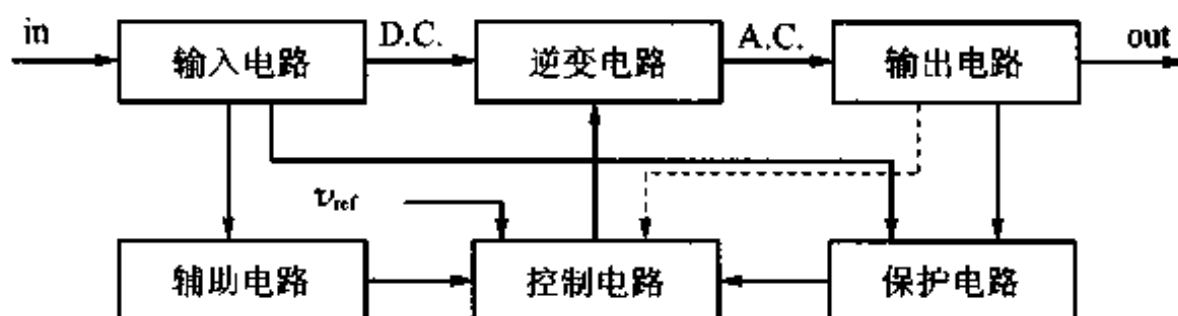 in
输入电路
D.C.
逆变电路
A.C.
输出电路
out
v_ref
辅助电路
控制电路
保护电路